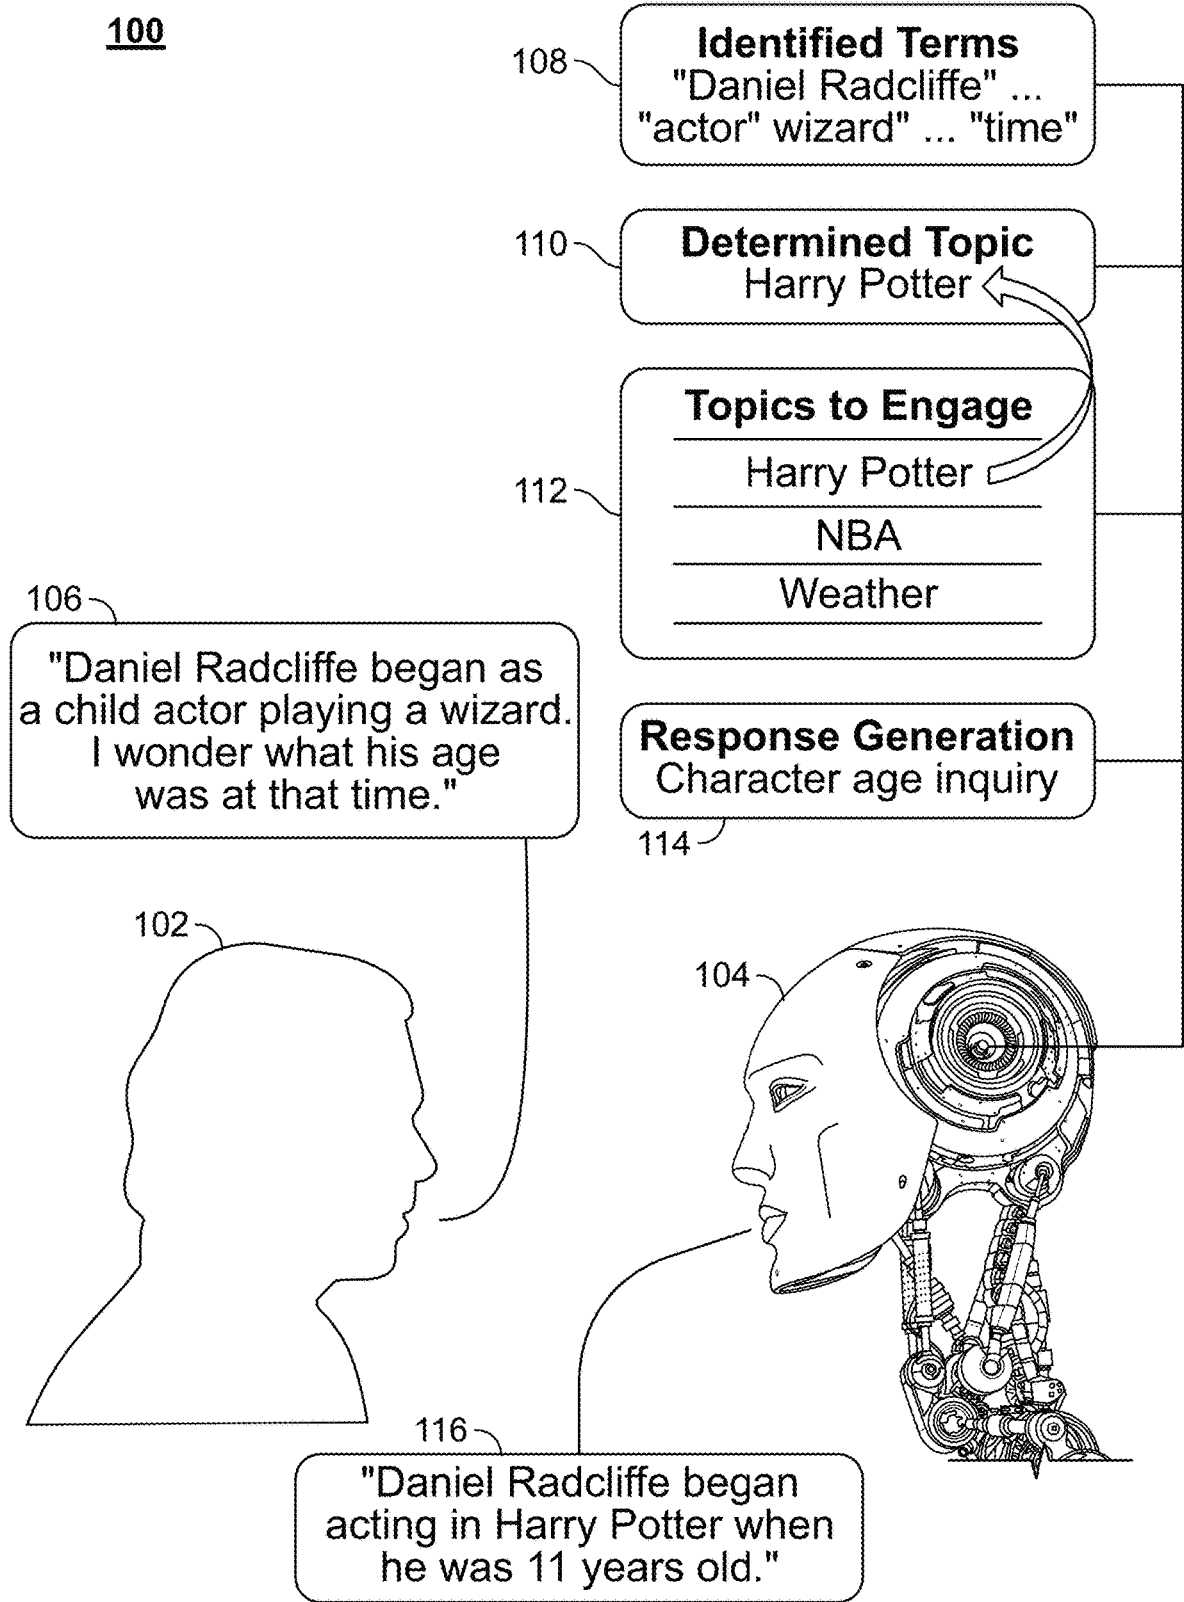 100
108
Identified Terms
"Daniel Radcliffe" ...
"actor" wizard" ... "time"
110
Determined Topic
Harry Potter
112
Topics to Engage
Harry Potter
NBA
Weather
106
"Daniel Radcliffe began as
a child actor playing a wizard.
I wonder what his age
was at that time."
Response Generation
Character age inquiry
114
102
104
116
"Daniel Radcliffe began
acting in Harry Potter when
he was 11 years old."